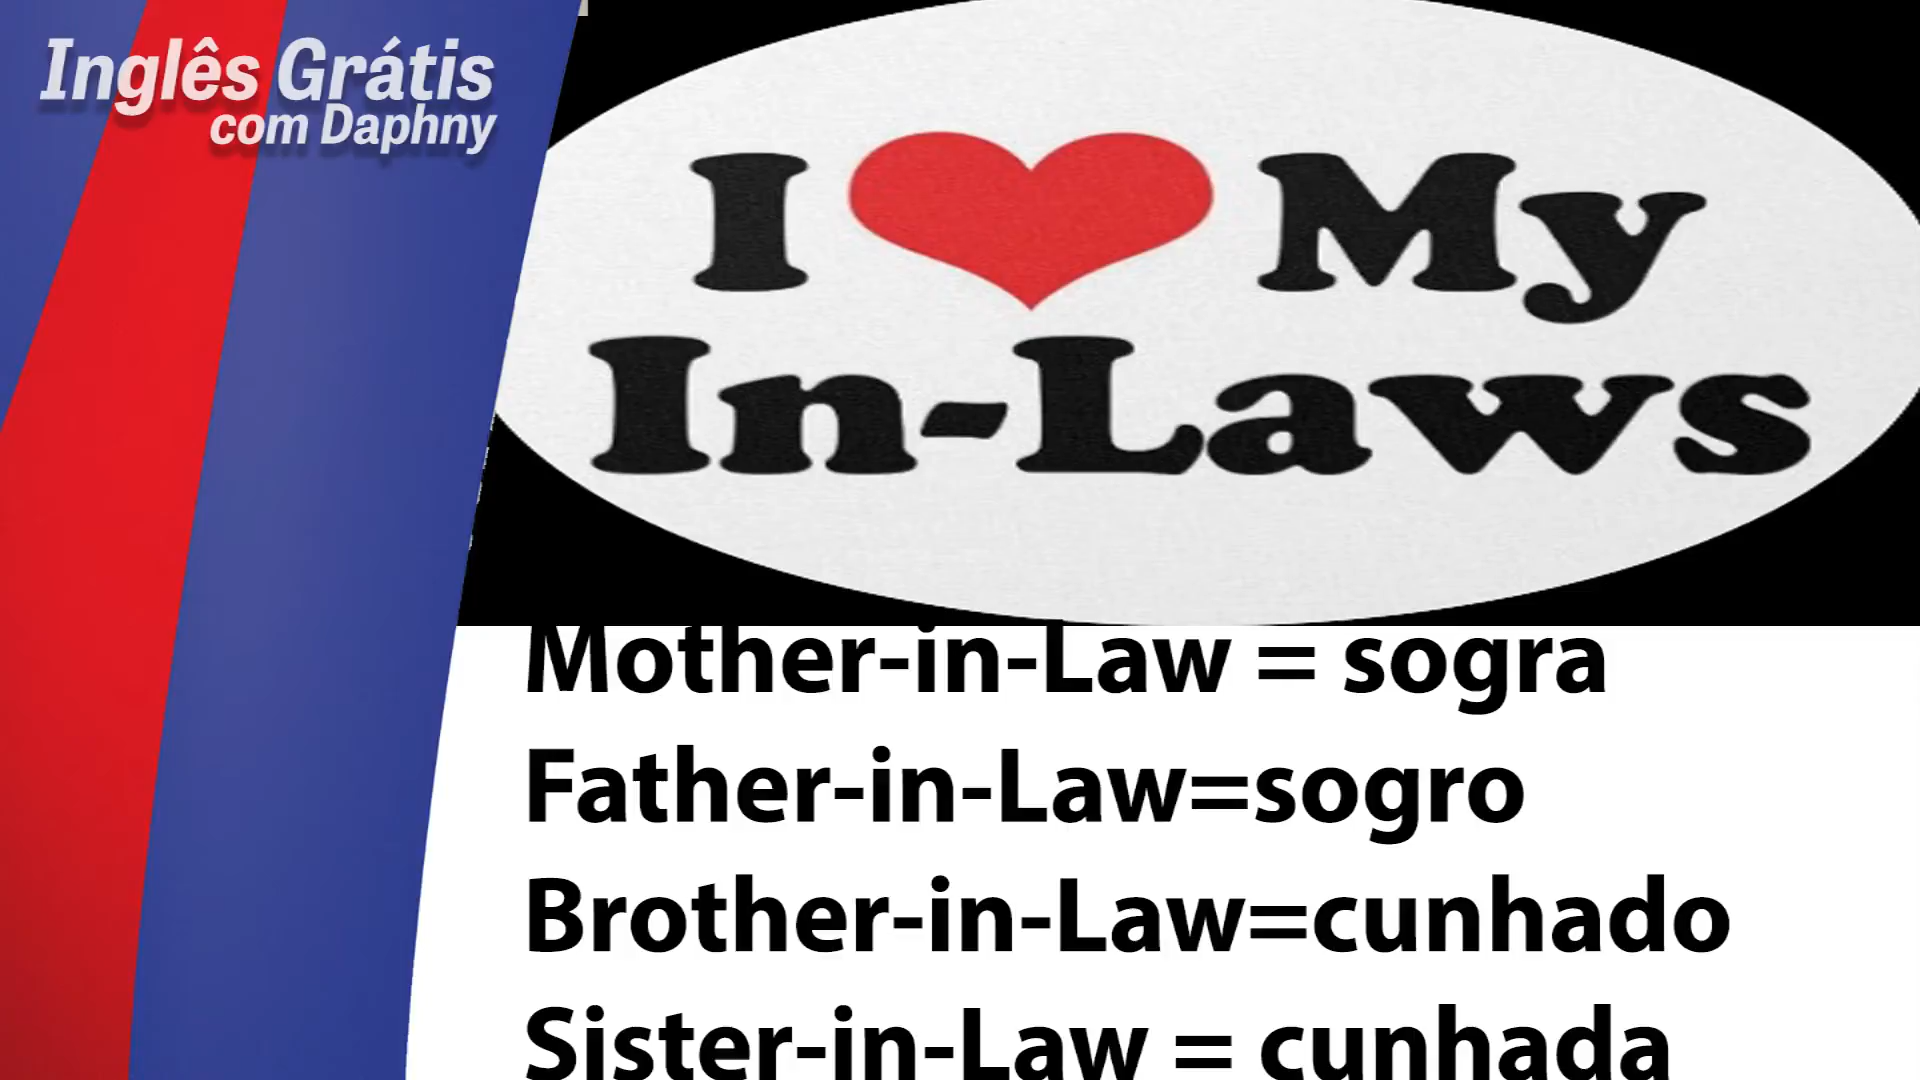 Inglês Grátis
com Daphny
I ❤ My
In-Laws
Mother-in-Law = sogra
Father-in-Law=sogro
Brother-in-Law=cunhado
Sister-in-Law = cunhada